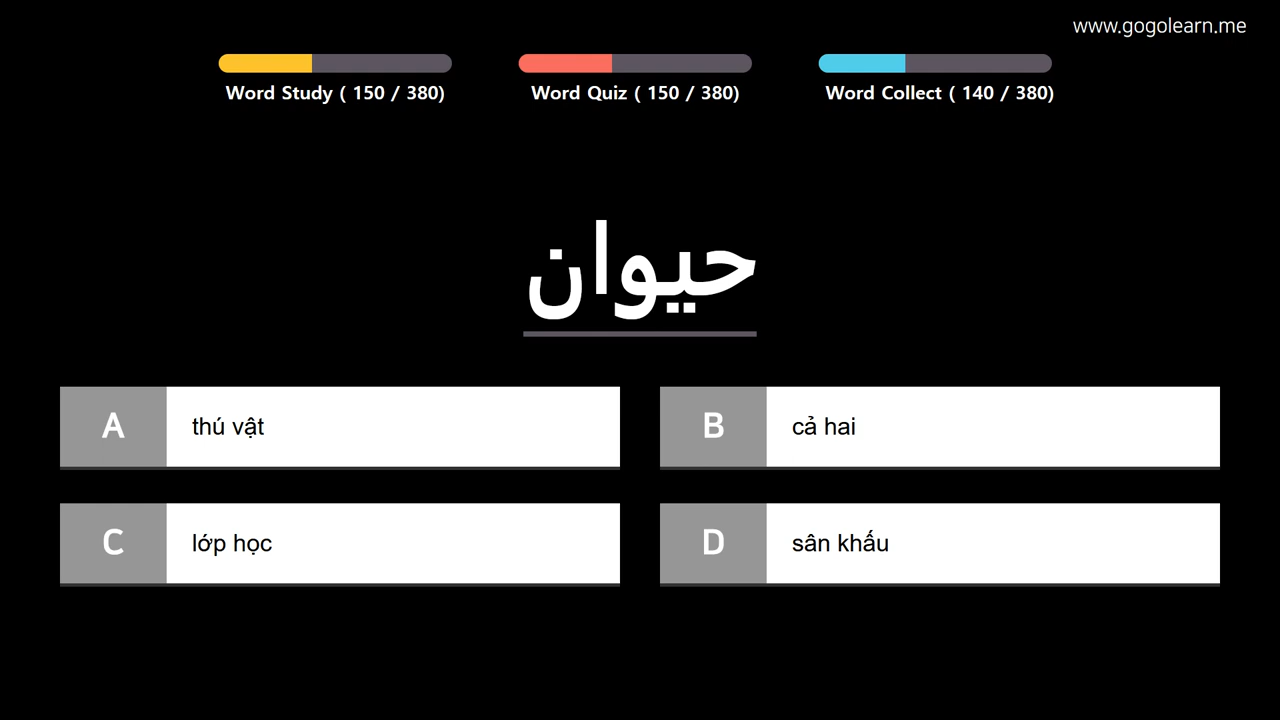 www.gogolearn.me
Word Study ( 150 / 380)
Word Quiz ( 150 / 380)
Word Collect ( 140 / 380)
حيوان
A thú vật
B cả hai
C lớp học
D sân khấu